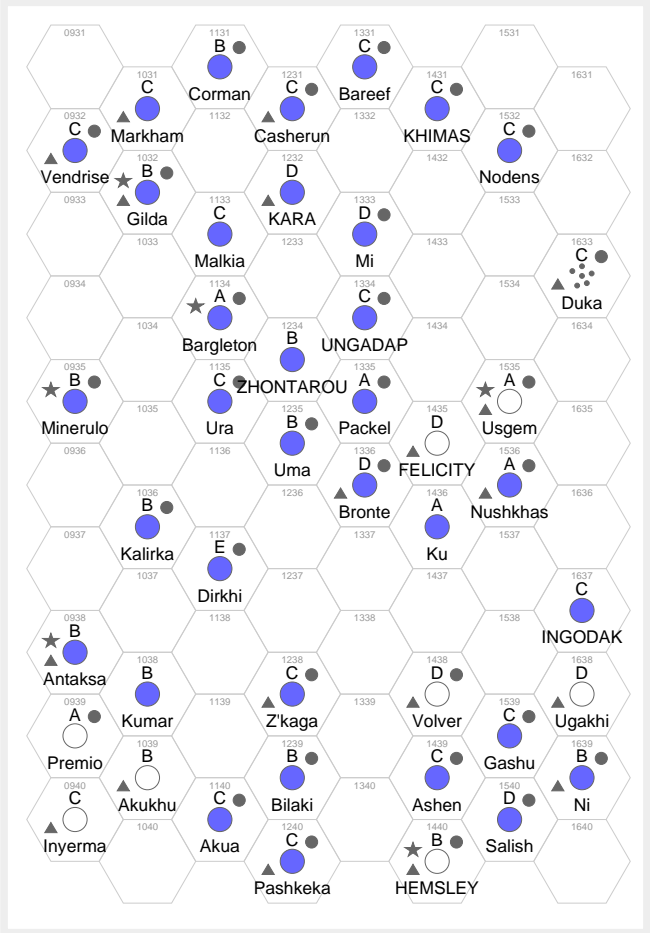 0931 1131 1331 1531
B C
1031 1231 1431 1631
C C C
Corman Bareef
0932 1132 1332 1532
C C
Markham Casherun KHIMAS
1032 1232 1432 1632
B D
Vendrise Nodens
0933 1133 1333 1533
C D
Gilda KARA
1033 1233 1433 1633
C
Malkia Mi
0934 1134 1334 1534
A C
Duka
1034 1234 1434 1634
B
Bargleton UNGADAP
0935 1135 1335 1535
B C A A
ZHONTAROU
1035 1235 1435 1635
B D
Minerulo Ura Packel Usgem
0936 1136 1336 1536
D A
Uma FELICITY
1036 1236 1436 1636
B A
Bronte Nushkhas
0937 1137 1337 1537
E
Kalirka Ku
1037 1237 1437 1637
C
Dirkhi
0938 1138 1338 1538
B
INGODAK
1038 1238 1438 1638
B C D D
Antaksa
0939 1139 1339 1539
A C
Kumar Z'kaga Volver Ugakhi
1039 1239 1439 1639
B B C B
Premio Gashu
0940 1140 1340 1540
C C D
Akukhu Bilaki Ashen Ni
1040 1240 1440 1640
C B
Inyerma Akua Salish
Pashkeka HEMSLEY